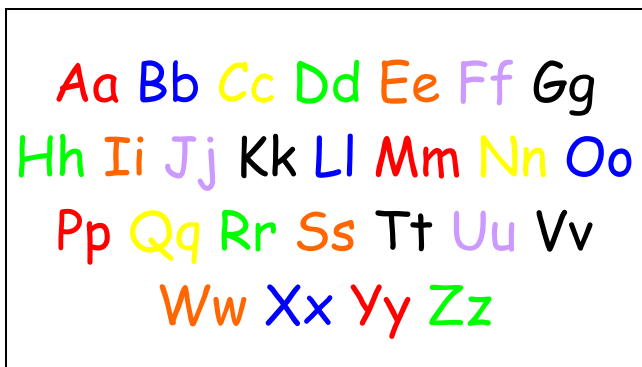 Aa Bb Cc Dd Ee Ff Gg
Hh Ii Jj Kk Ll Mm Nn Oo
Pp Qq Rr Ss Tt Uu Vv
Ww Xx Yy Zz